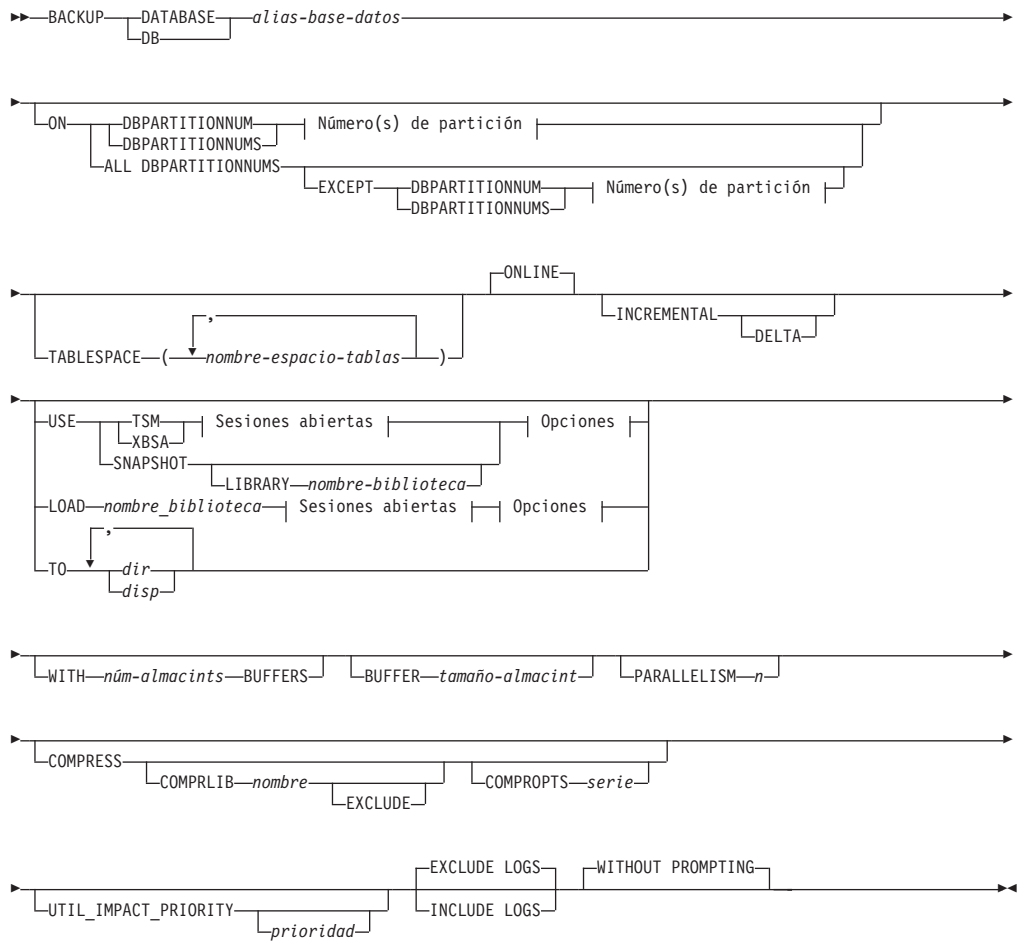 BACKUP DATABASE alias-base-datos
DB
ON DBPARTITIONNUM Número(s) de partición
DBPARTITIONNUMS
ALL DBPARTITIONNUMS
EXCEPT DBPARTITIONNUM Número(s) de partición
DBPARTITIONNUMS
ONLINE
,
INCREMENTAL
DELTA
TABLESPACE ( nombre-espacio-tablas )
USE TSM Sesiones abiertas Opciones
XBSA
SNAPSHOT
LIBRARY nombre-biblioteca
LOAD nombre_biblioteca Sesiones abiertas Opciones
,
TO dir
disp
WITH núm-almacints BUFFERS BUFFER tamaño-almacint PARALLELISM n
COMPRESS
COMPRLIB nombre COMPROPTS serie
EXCLUDE
EXCLUDE LOGS WITHOUT PROMPTING
UTIL_IMPACT_PRIORITY INCLUDE LOGS
prioridad